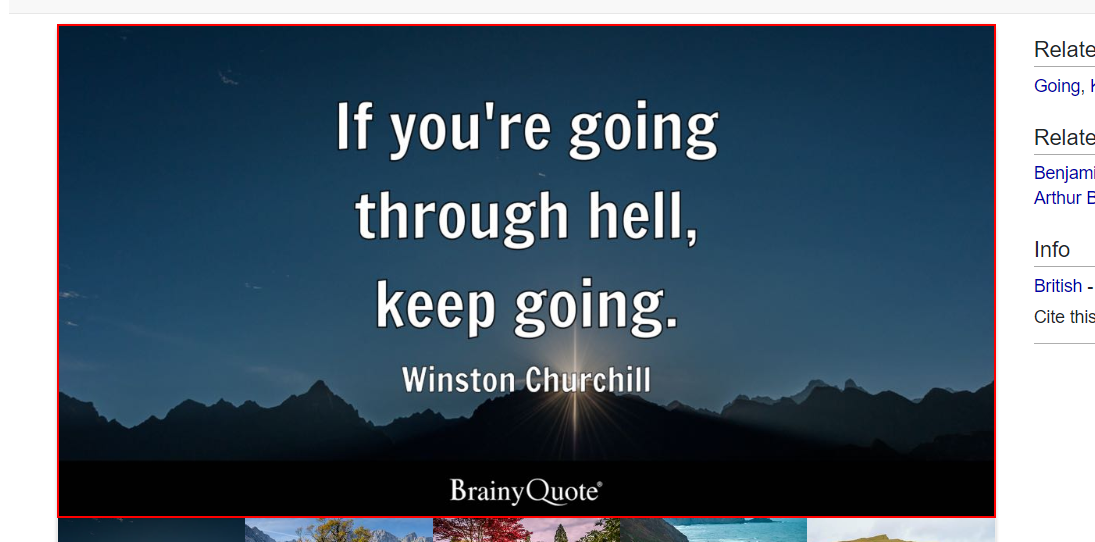 If you're going
through hell,
keep going.
Winston Churchill
BrainyQuote®
Relate
Going,
Relate
Benjami
Arthur B
Info
British -
Cite this